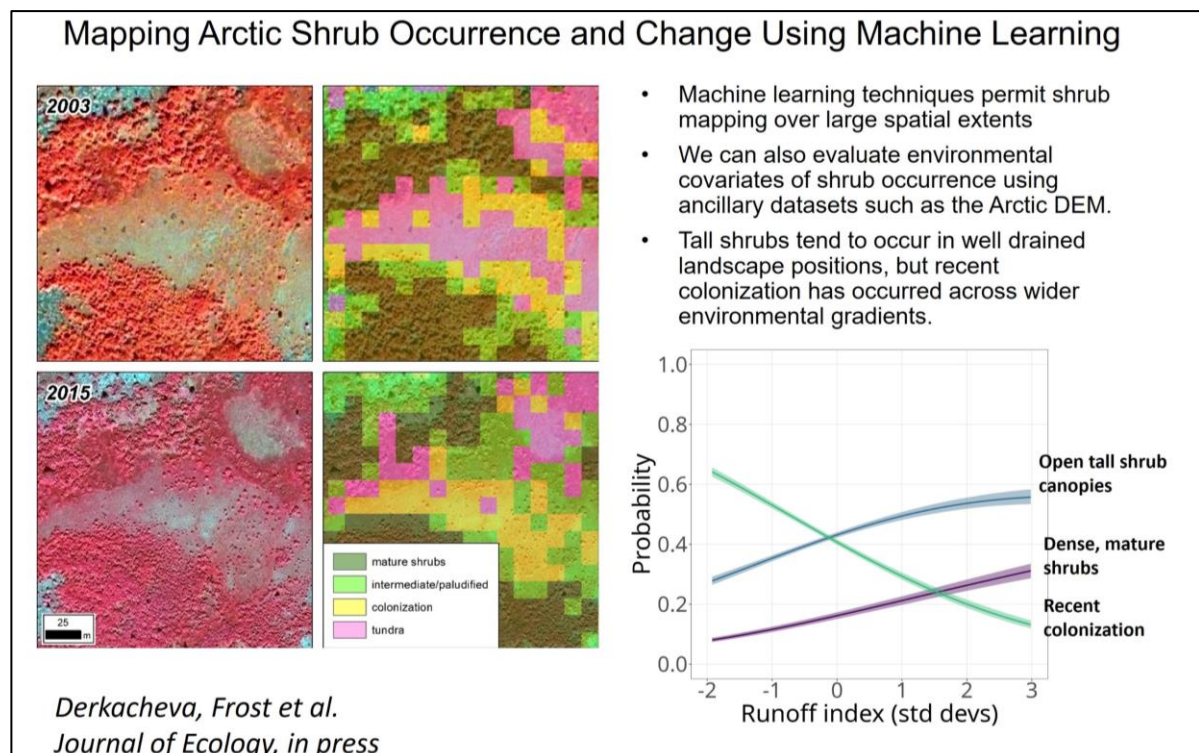 Mapping Arctic Shrub Occurrence and Change Using Machine Learning
2003
2015
25
m
mature shrubs
intermediate/paludified
colonization
tundra
• Machine learning techniques permit shrub
mapping over large spatial extents
• We can also evaluate environmental
covariates of shrub occurrence using
ancillary datasets such as the Arctic DEM.
• Tall shrubs tend to occur in well drained
landscape positions, but recent
colonization has occurred across wider
environmental gradients.
Probability
1.0
0.8
0.6
0.4
0.2
0.0
-2 -1 0 1 2 3
Runoff index (std devs)
Open tall shrub
canopies
Dense, mature
shrubs
Recent
colonization
Derkacheva, Frost et al.
Journal of Ecology, in press